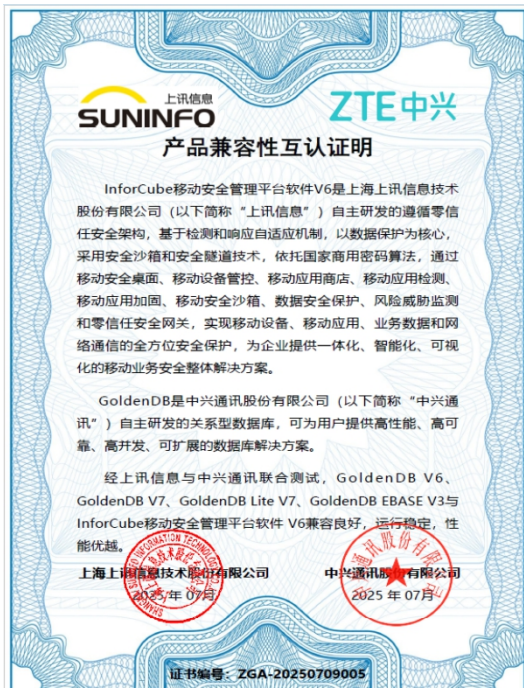 上讯信息
SUNINFO
ZTE中兴
产品兼容性互认证明
InforCube移动安全管理平台软件V6是上海上讯信息技术
股份有限公司（以下简称“上讯信息”）自主研发的遵循零信
任安全架构，基于检测和响应自适应机制，以数据保护为核心，
采用安全沙箱和安全隧道技术，依托国家商用密码算法，通过
移动安全桌面、移动设备管控、移动应用商店、移动应用检测、
移动应用加固、移动安全沙箱、数据安全保护、风险威胁监测
和零信任安全网关，实现移动设备、移动应用、业务数据和网
络通信的全方位安全保护，为企业提供一体化、智能化、可视
化的移动业务安全整体解决方案。
GoldenDB是中兴通讯股份有限公司（以下简称“中兴通
讯”）自主研发的关系型数据库，可为用户提供高性能、高可
靠、高并发、可扩展的数据库解决方案。
经上讯信息与中兴通讯联合测试，GoldenDB V6、
GoldenDB V7、GoldenDB Lite V7、GoldenDB EBASE V3与
InforCube移动安全管理平台软件 V6兼容良好，运行稳定，性
能优越。
上海上讯信息技术股份有限公司
中兴通讯股份有限公司
2025 年 07月
2025 年 07月
证书编号：ZGA-20250709005